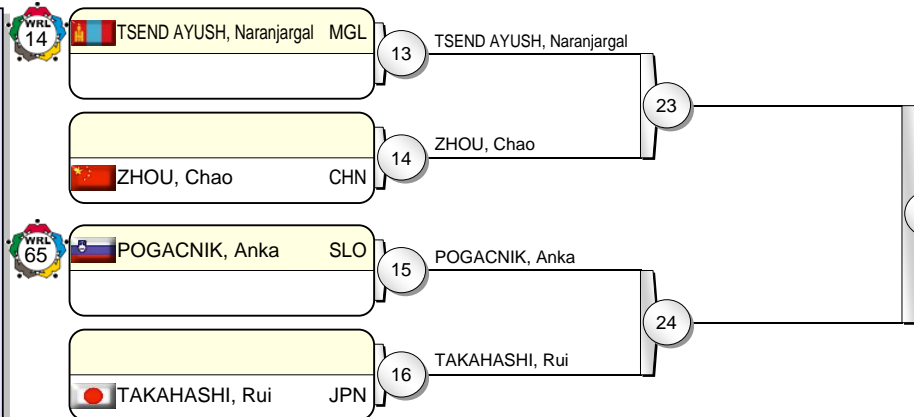 WRL
14
TSEND AYUSH, Naranjargal MGL
13
TSEND AYUSH, Naranjargal
23
14
ZHOU, Chao
ZHOU, Chao CHN
WRL
65
POGACNIK, Anka SLO
15
POGACNIK, Anka
24
16
TAKAHASHI, Rui
TAKAHASHI, Rui JPN